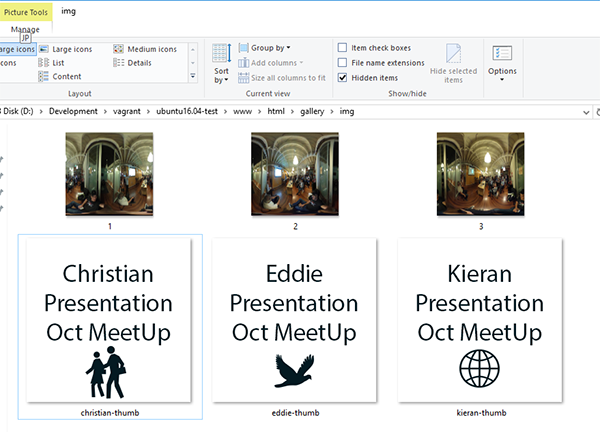 Picture Tools img
Manage
JP
arge icons Large icons Medium icons
cons List Details
Content
Layout
Sort by
Group by
Add columns
Size all columns to fit
Current view
Item check boxes
File name extensions
Hidden items
Hide selected items
Show/hide
Options
Disk (D:) Development vagrant ubuntu16.04-test www html gallery img
1 2 3
Christian
Presentation
Oct MeetUp
Eddie
Presentation
Oct MeetUp
Kieran
Presentation
Oct MeetUp
christian-thumb eddie-thumb kieran-thumb